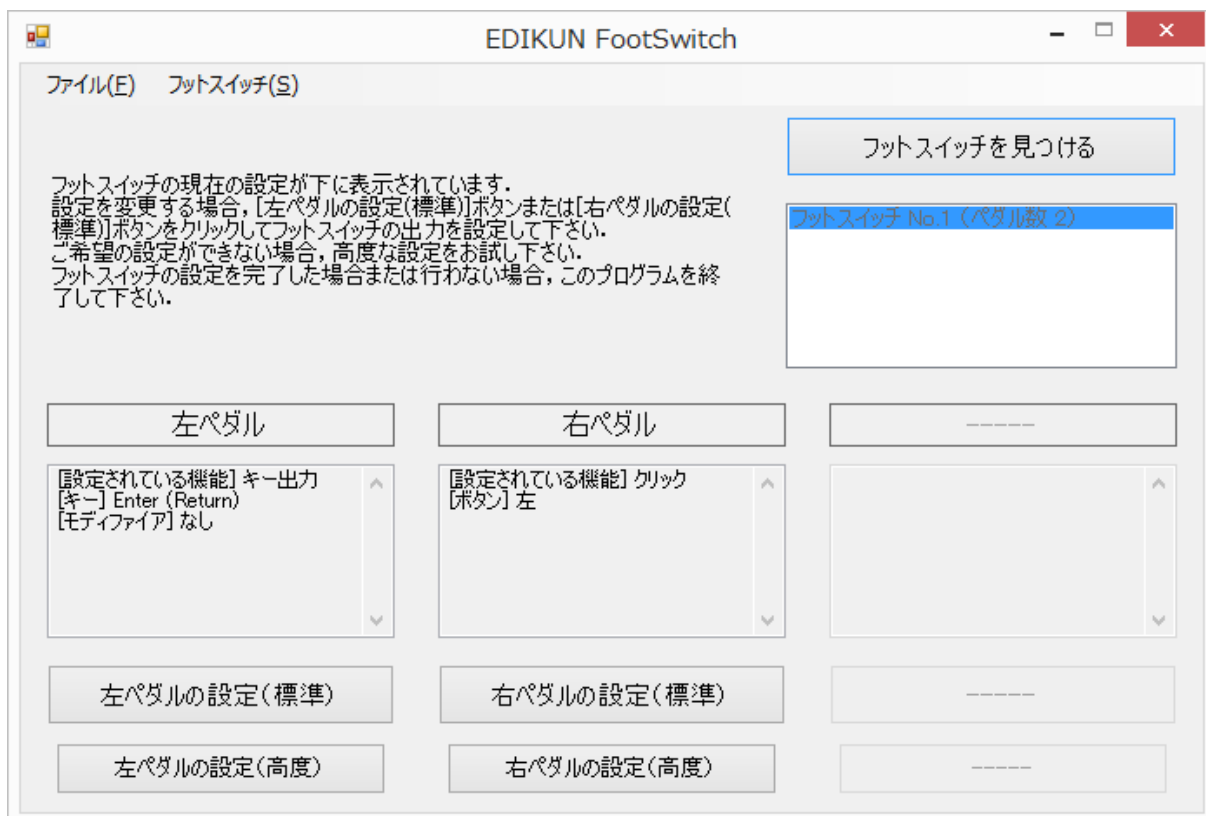 EDIKUN FootSwitch
ファイル(F) フットスイッチ(S)
フットスイッチを見つける
フットスイッチの現在の設定が下に表示されています.
設定を変更する場合, [左ペダルの設定(標準)]ボタンまたは[右ペダルの設定(
標準)]ボタンをクリックしてフットスイッチの出力を設定して下さい.
ご希望の設定ができない場合, 高度な設定をお試し下さい.
フットスイッチの設定を完了した場合または行わない場合, このプログラムを終
了して下さい.
フットスイッチ No.1 (ペダル数 2)
左ペダル
右ペダル
-----
[設定されている機能] キー出力
[キー] Enter (Return)
[モディファイア] なし
[設定されている機能] クリック
[ボタン] 左
左ペダルの設定(標準)
右ペダルの設定(標準)
-----
左ペダルの設定(高度)
右ペダルの設定(高度)
-----